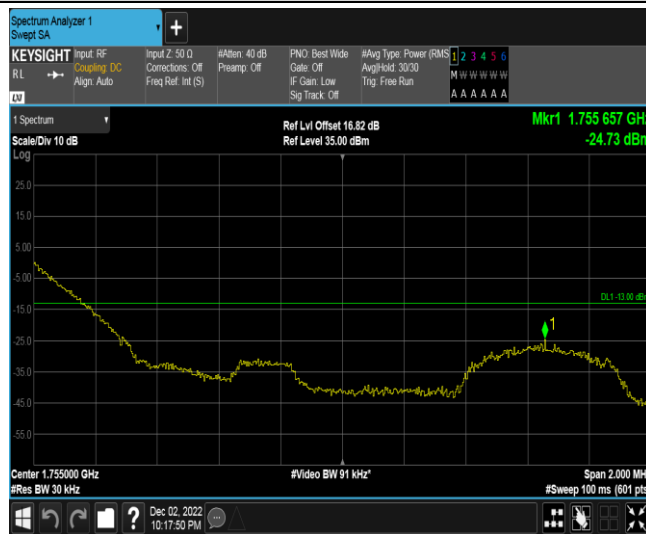 Spectrum Analyzer 1
Swept SA
+
KEYSIGHT
RL
LXI
Input: RF
Coupling: DC
Align: Auto
Input Z: 50 Ω
Corrections: Off
Freq Ref: Int (S)
#Atten: 40 dB
Preamp: Off
PNO: Best Wide
Gate: Off
IF Gain: Low
Sig Track: Off
#Avg Type: Power (RMS
Avg|Hold: 30/30
Trig: Free Run
1 2 3 4 5 6
M W W W W W
A A A A A A
1 Spectrum
Scale/Div 10 dB
Log
Ref Lvl Offset 16.82 dB
Ref Level 35.00 dBm
Mkr1 1.755 657 GHz
-24.73 dBm
25.0
15.0
5.00
-5.00
-15.0
-25.0
-35.0
-45.0
-55.0
DL1 -13.00 dBm
1
Center 1.755000 GHz
#Res BW 30 kHz
#Video BW 91 kHz*
Span 2.000 MH
#Sweep 100 ms (601 pts
?
Dec 02, 2022
10:17:50 PM